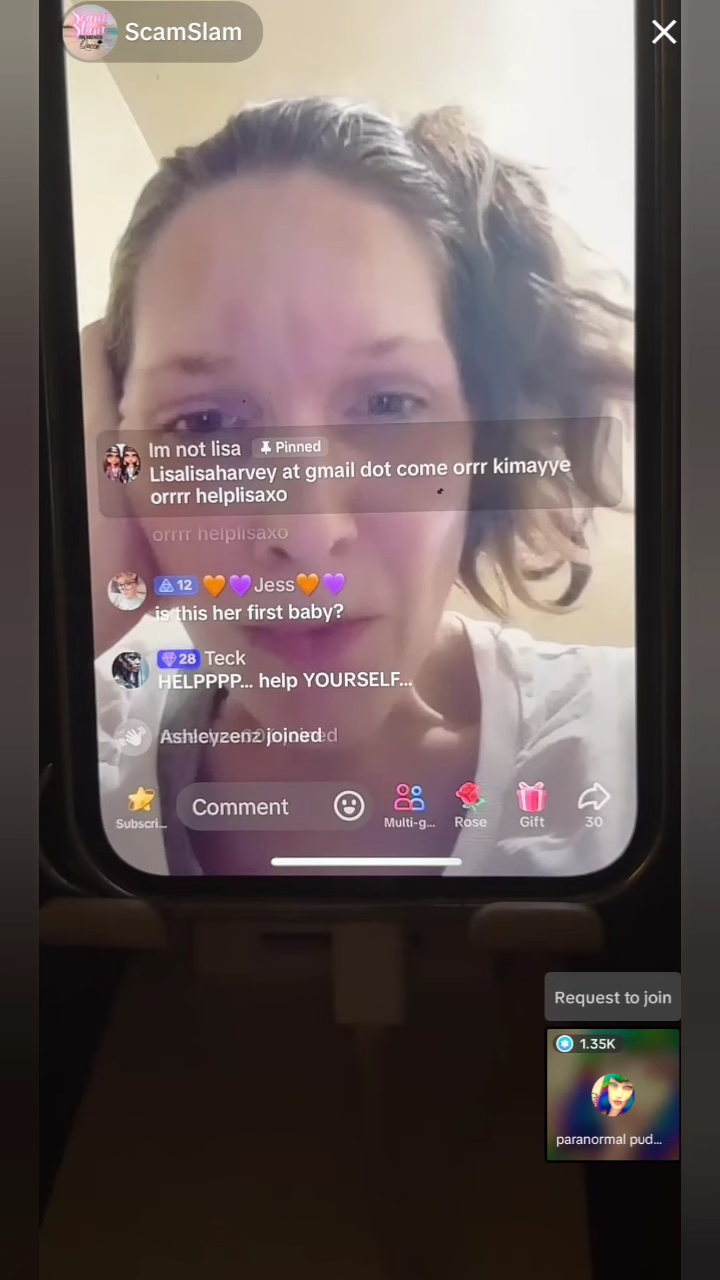 ScamSlam
Im not lisa Pinned
Lisalisaharvey at gmail dot come orrr kimayye
orrrr helplisaxo
orrrr helplisaxo
12 🧡💜Jess🧡💜
is this her first baby?
28 Teck
HELPPPP... help YOURSELF...
Ashleyzenz joined
Subscri...
Comment
Multi-g...
Rose
Gift
30
Request to join
1.35K
paranormal pud...